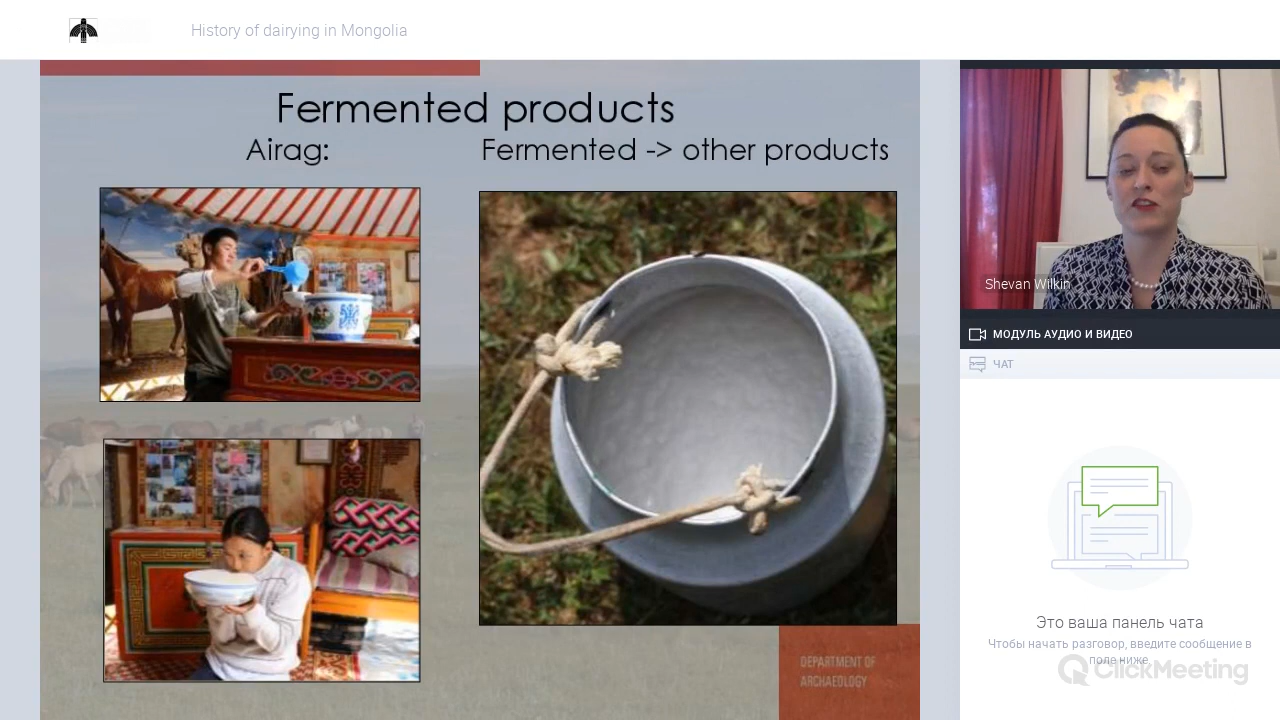 History of dairying in Mongolia
Fermented products
Airag:
Fermented -> other products
DEPARTMENT OF
ARCHAEOLOGY
Shevan Wilkin
МОДУЛЬ АУДИО И ВИДЕО
ЧАТ
Это ваша панель чата
Чтобы начать разговор, введите сообщение в
поле ниже
ClickMeeting